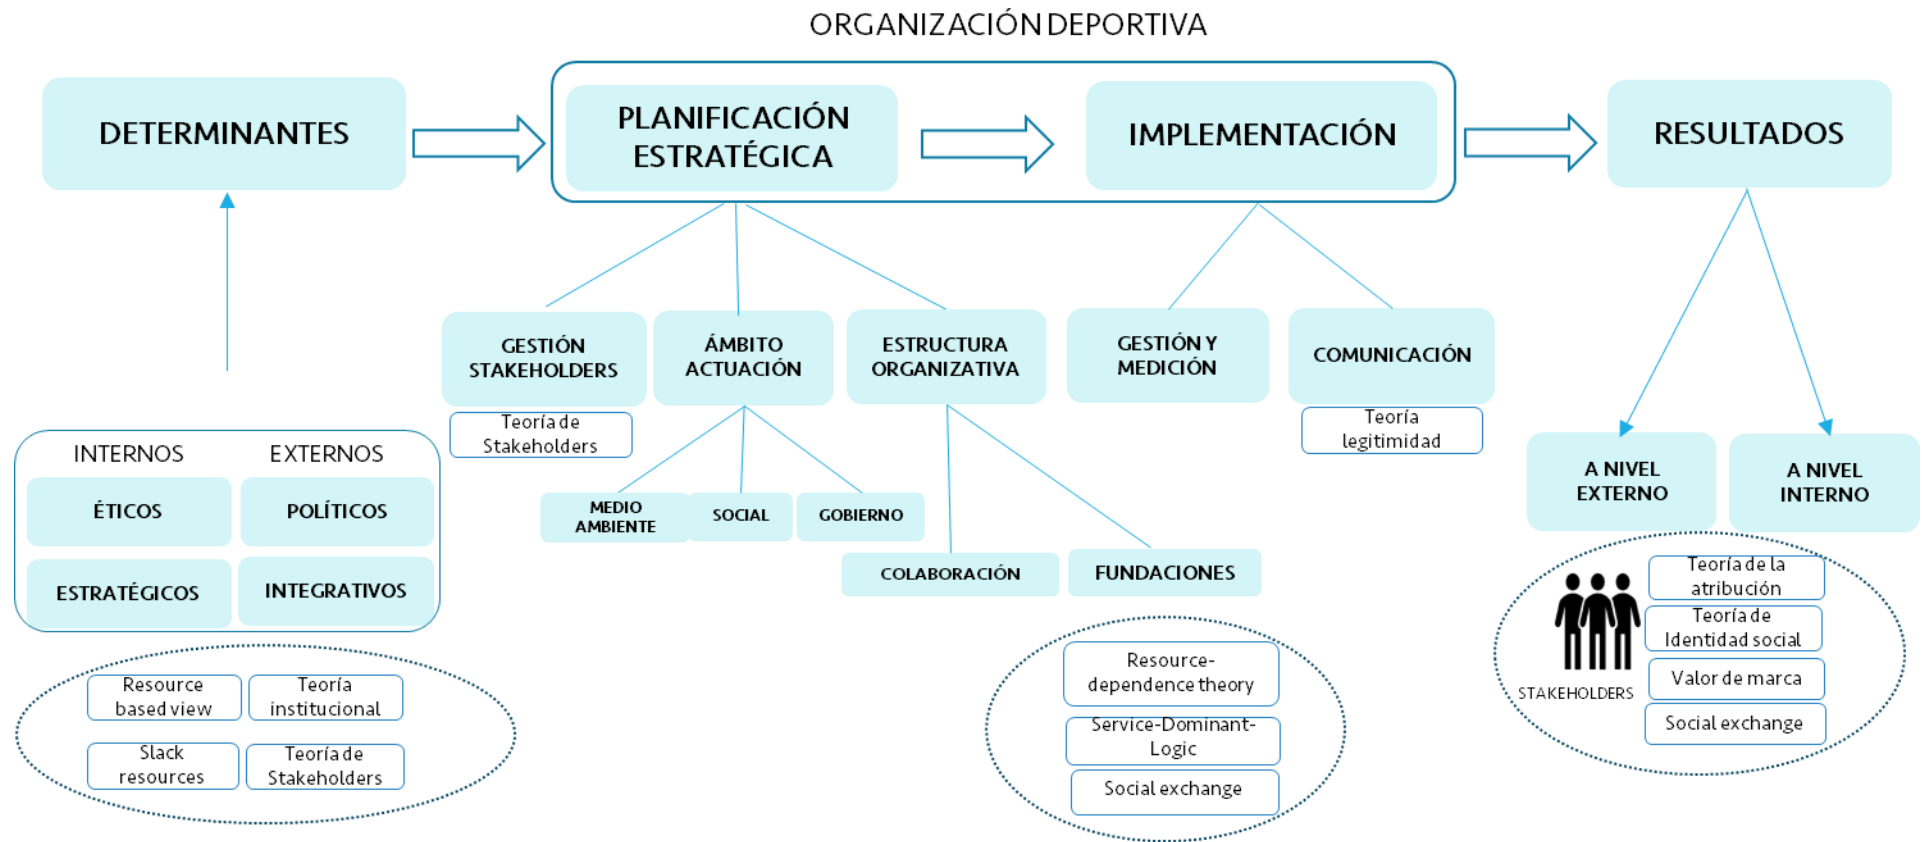 ORGANIZACIÓN DEPORTIVA
DETERMINANTES
PLANIFICACIÓN
ESTRATÉGICA
IMPLEMENTACIÓN
RESULTADOS
GESTIÓN
STAKEHOLDERS
Teoría de
Stakeholders
ÁMBITO
ACTUACIÓN
ESTRUCTURA
ORGANIZATIVA
GESTIÓN Y
MEDICIÓN
COMUNICACIÓN
Teoría
legitimidad
MEDIO
AMBIENTE
SOCIAL
GOBIERNO
COLABORACIÓN
FUNDACIONES
INTERNOS
EXTERNOS
ÉTICOS
POLÍTICOS
ESTRATÉGICOS
INTEGRATIVOS
Resource
based view
Teoría
institucional
Slack
resources
Teoría de
Stakeholders
Resource-
dependence theory
Service-Dominant-
Logic
Social exchange
A NIVEL
EXTERNO
A NIVEL
INTERNO
STAKEHOLDERS
Teoría de la
atribución
Teoría de
Identidad social
Valor de marca
Social exchange